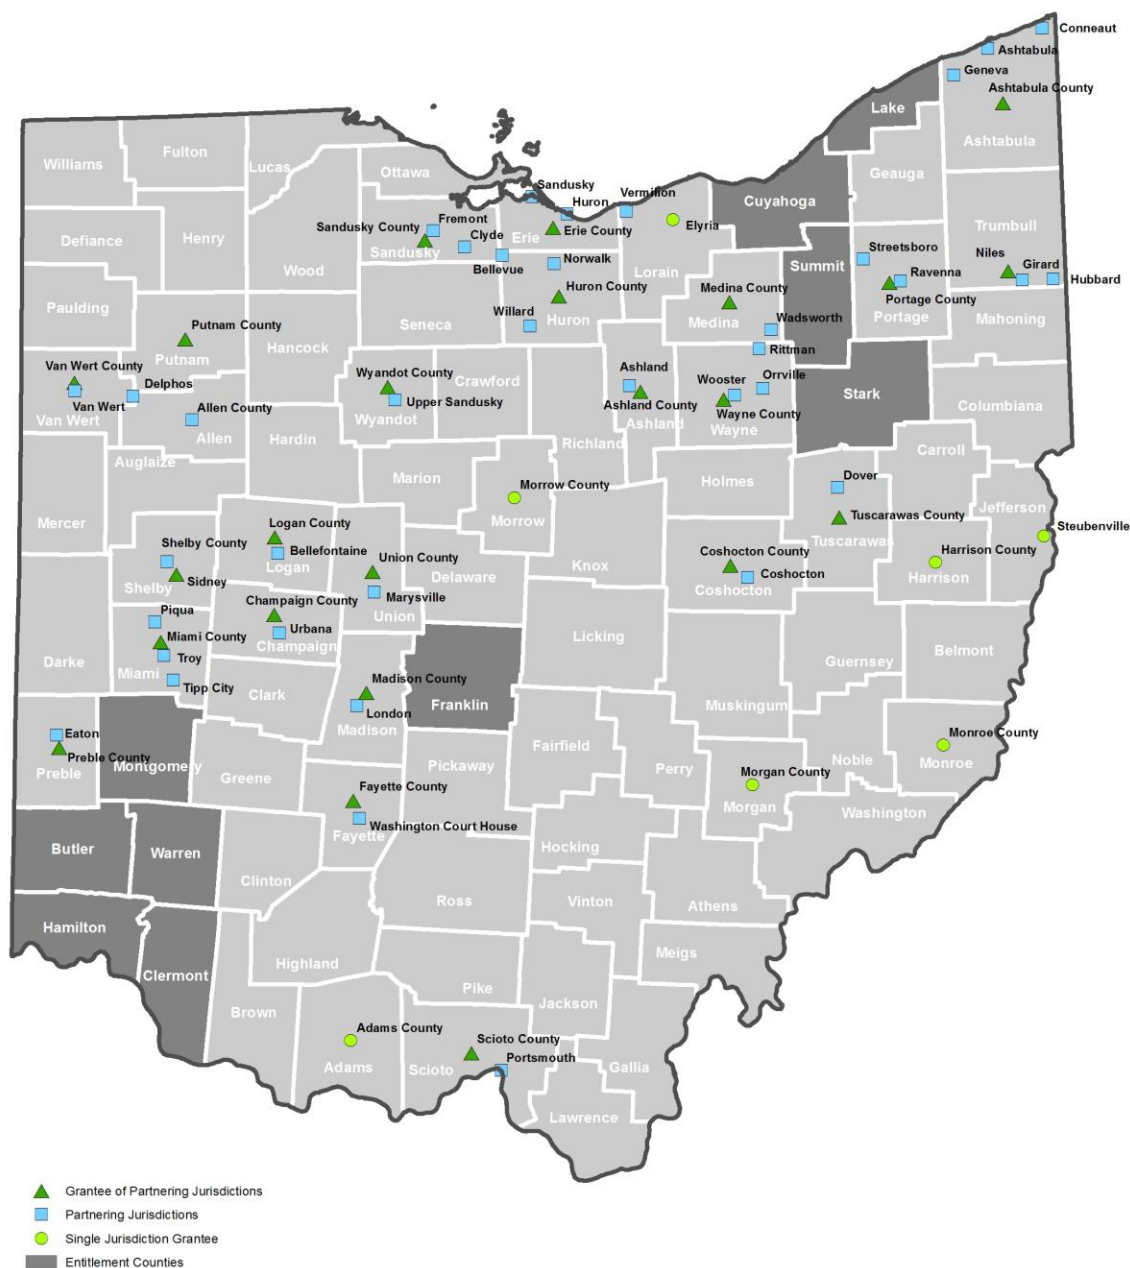 Conneaut
Ashtabula
Geneva
Ashtabula County
Lake
Ashtabula
Williams
Fulton
Lucas
Ottawa
Geauga
Sandusky
Huron
Vermilion
Cuyahoga
Elyria
Sandusky County
Fremont
Clyde
Sandusky
Erie
Erie County
Defiance
Henry
Wood
Bellevue
Norwalk
Lorain
Summit
Streetsboro
Trumbull
Niles
Girard
Hubbard
Ravenna
Portage County
Portage
Paulding
Huron County
Willard
Huron
Medina County
Medina
Wadsworth
Mahoning
Putnam County
Putnam
Hancock
Seneca
Rittman
Van Wert County
Delphos
Van Wert
Van Wert
Allen County
Allen
Wyandot County
Upper Sandusky
Wyandot
Crawford
Ashland
Ashland County
Ashland
Wooster
Orrville
Wayne County
Wayne
Stark
Columbiana
Hardin
Richland
Auglaize
Marion
Holmes
Carroll
Dover
Mercer
Morrow County
Morrow
Tuscarawas County
Tuscarawas
Jefferson
Steubenville
Logan County
Bellefontaine
Logan
Shelby County
Sidney
Shelby
Union County
Marysville
Union
Delaware
Knox
Coshocton County
Coshocton
Coshocton
Harrison County
Harrison
Piqua
Miami County
Troy
Miami
Tipp City
Champaign County
Urbana
Champaign
Darke
Clark
Licking
Guernsey
Belmont
Madison County
London
Madison
Franklin
Muskingum
Eaton
Preble County
Preble
Montgomery
Greene
Pickaway
Fairfield
Perry
Noble
Monroe County
Monroe
Morgan County
Morgan
Fayette County
Washington Court House
Fayette
Washington
Butler
Warren
Clinton
Hocking
Ross
Vinton
Athens
Hamilton
Clermont
Highland
Meigs
Pike
Jackson
Brown
Adams County
Adams
Scioto County
Portsmouth
Scioto
Gallia
Lawrence
Grantee of Partnering Jurisdictions
Partnering Jurisdictions
Single Jurisdiction Grantee
Entitlement Counties